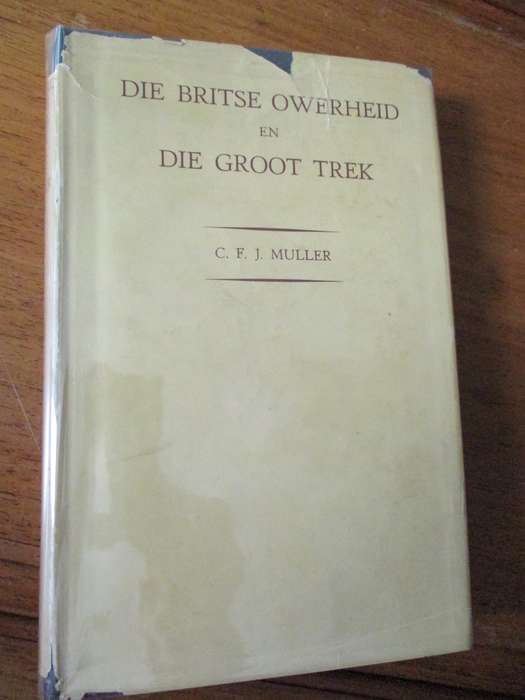 DIE BRITSE OWERHEID
EN
DIE GROOT TREK
C. F. J. MULLER